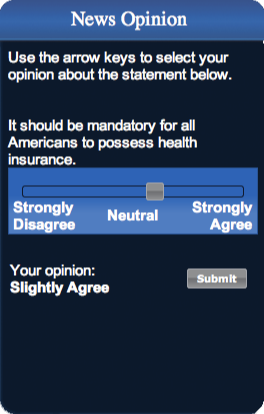 News Opinion
Use the arrow keys to select your
opinion about the statement below.
It should be mandatory for all
Americans to possess health
insurance.
Strongly Disagree
Neutral
Strongly Agree
Your opinion:
Slightly Agree
Submit